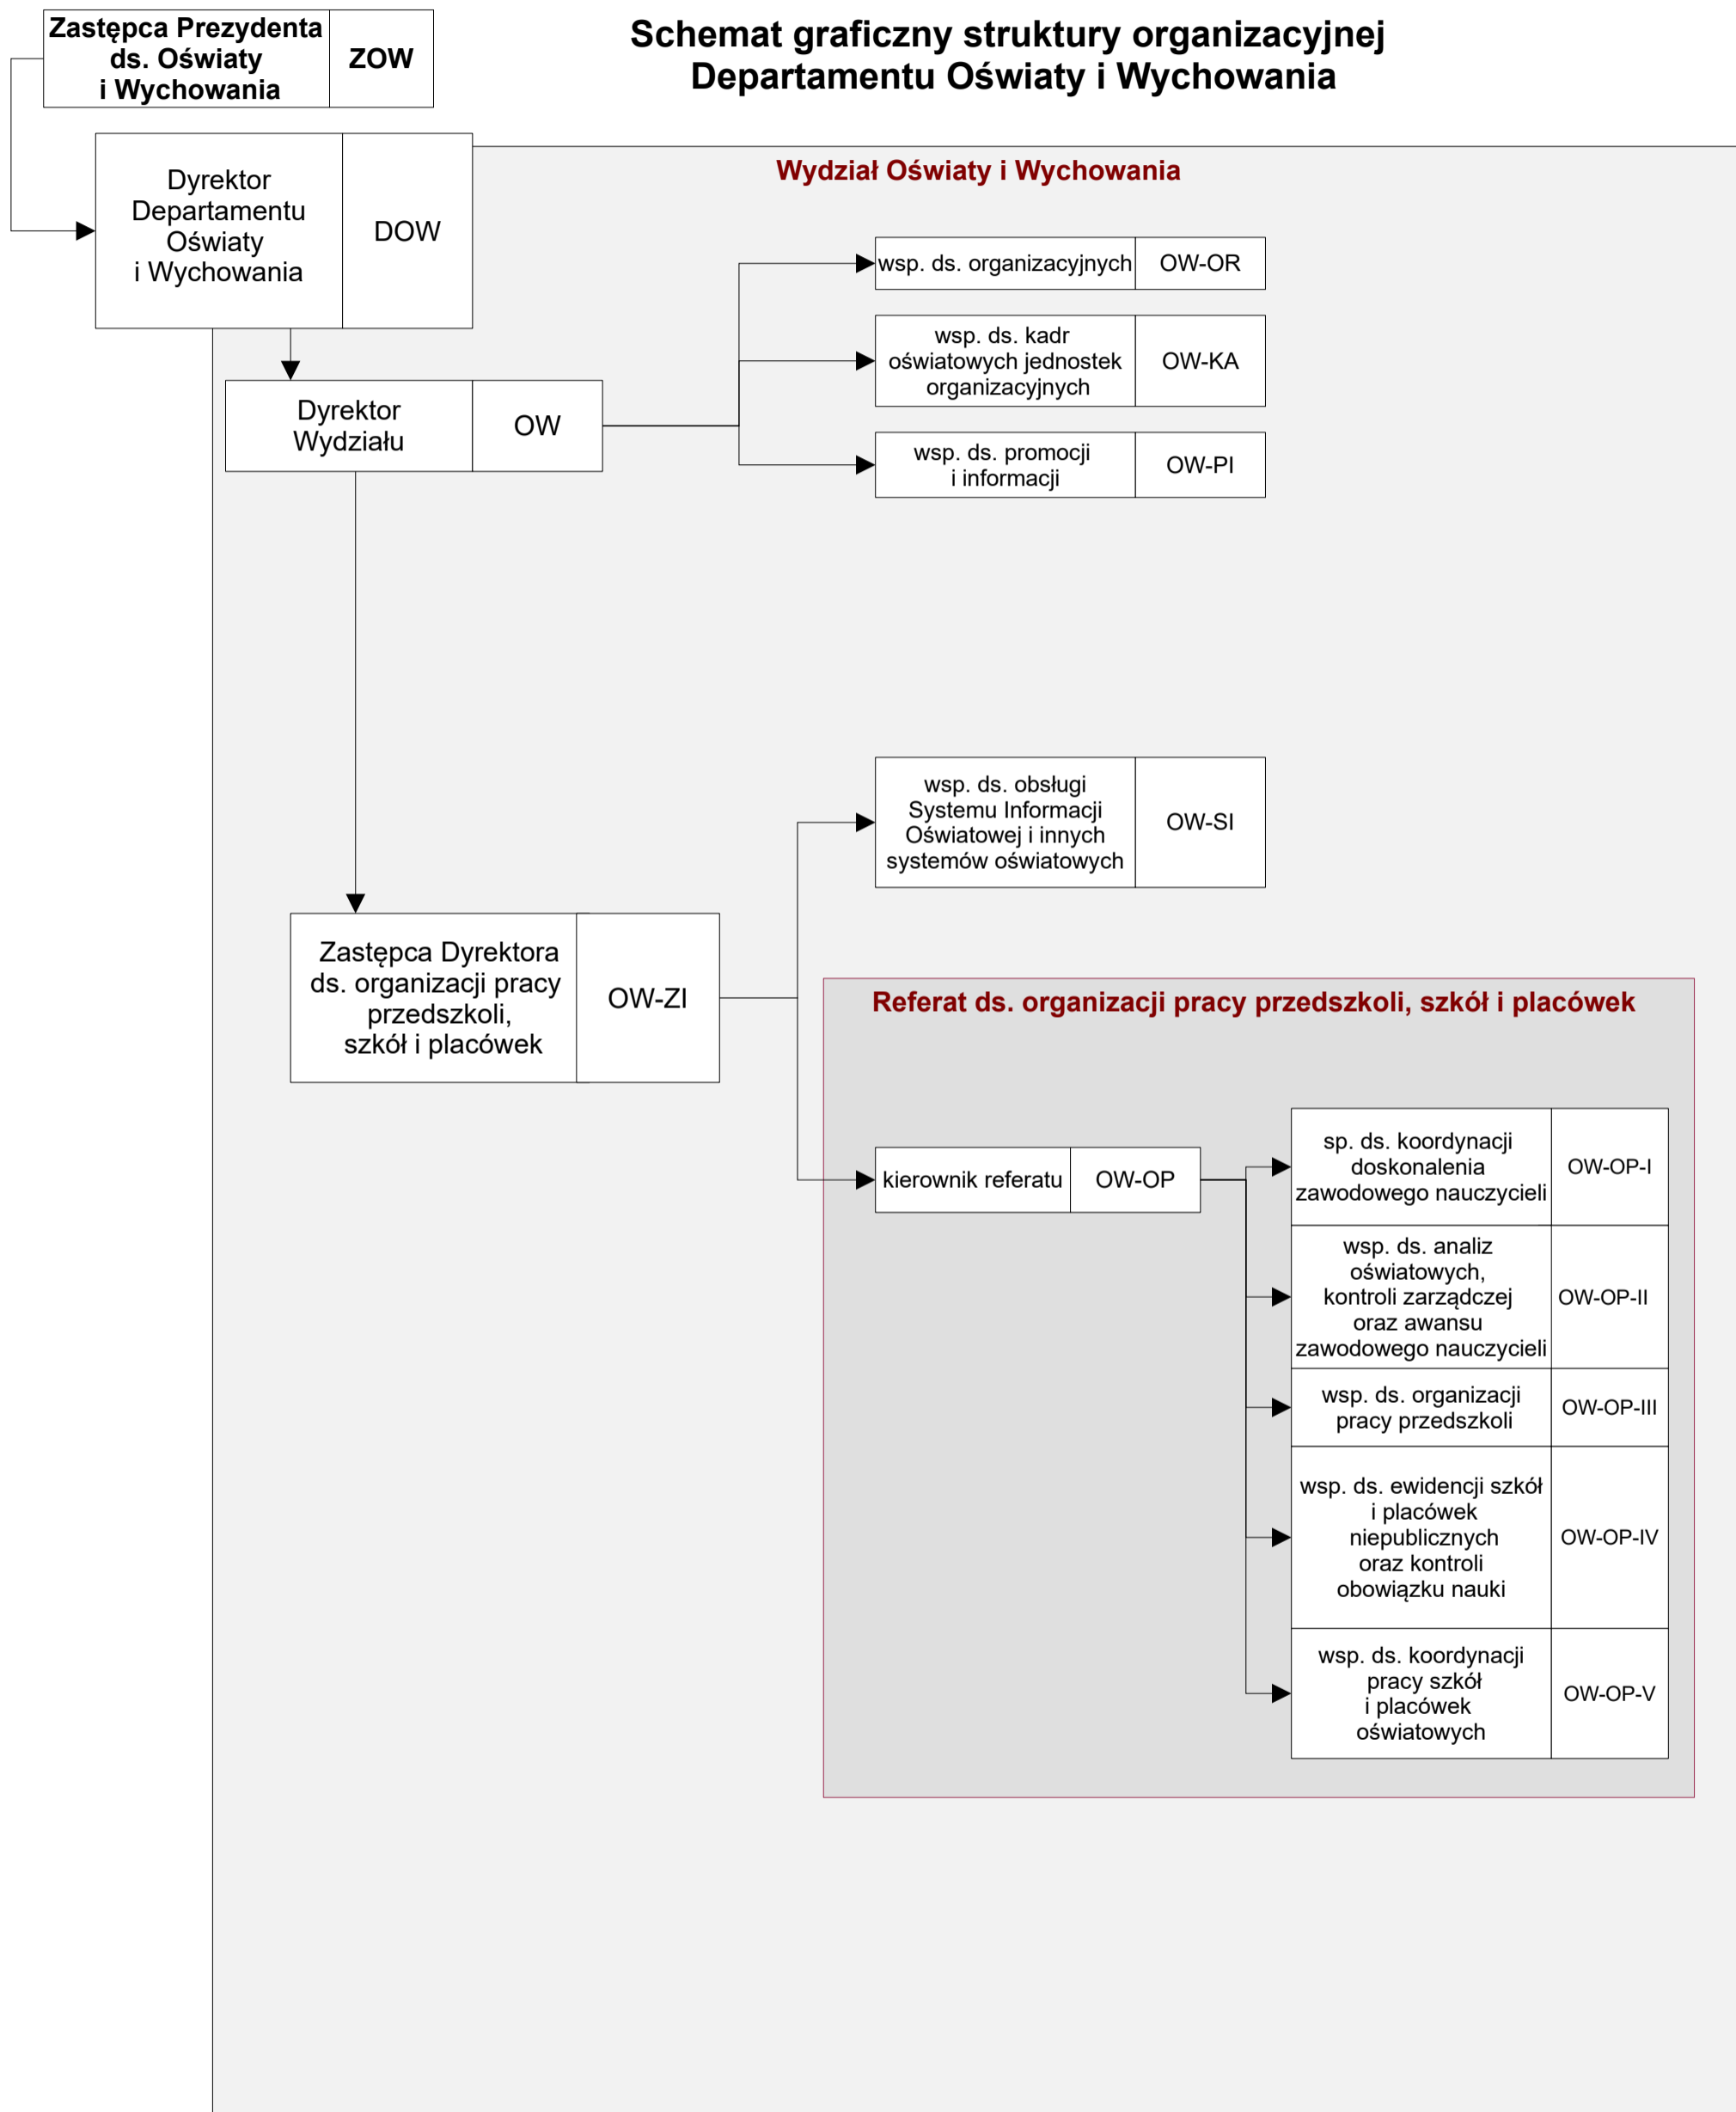 Zastępca Prezydenta
ds. Oświaty
i Wychowania
ZOW
Schemat graficzny struktury organizacyjnej
Departamentu Oświaty i Wychowania
Dyrektor
Departamentu
Oświaty
i Wychowania
DOW
Wydział Oświaty i Wychowania
wsp. ds. organizacyjnych
OW-OR
wsp. ds. kadr
oświatowych jednostek
organizacyjnych
OW-KA
Dyrektor
Wydziału
OW
wsp. ds. promocji
i informacji
OW-PI
wsp. ds. obsługi
Systemu Informacji
Oświatowej i innych
systemów oświatowych
OW-SI
Zastępca Dyrektora
ds. organizacji pracy
przedszkoli,
szkół i placówek
OW-ZI
Referat ds. organizacji pracy przedszkoli, szkół i placówek
kierownik referatu
OW-OP
sp. ds. koordynacji
doskonalenia
zawodowego nauczycieli
OW-OP-I
wsp. ds. analiz
oświatowych,
kontroli zarządczej
oraz awansu
zawodowego nauczycieli
OW-OP-II
wsp. ds. organizacji
pracy przedszkoli
OW-OP-III
wsp. ds. ewidencji szkół
i placówek
niepublicznych
oraz kontroli
obowiązku nauki
OW-OP-IV
wsp. ds. koordynacji
pracy szkół
i placówek
oświatowych
OW-OP-V